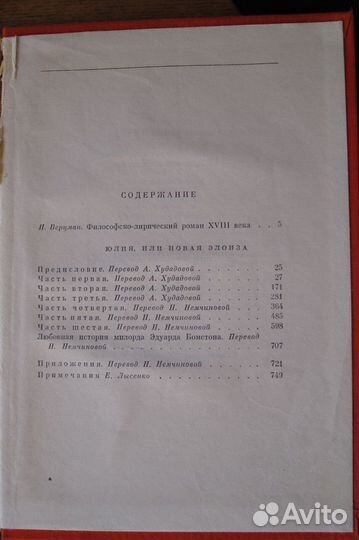 СОДЕРЖАНИЕ
И. Верцман. Философско-лирический роман XVIII века . . 5
ЮЛИЯ, ИЛИ НОВАЯ ЭЛОИЗА
Предисловие. Перевод А. Худадовой . . . . . . . 25
Часть первая. Перевод А. Худадовой . . . . . . . 27
Часть вторая. Перевод А. Худадовой . . . . . . . 171
Часть третья. Перевод А. Худадовой . . . . . . . 281
Часть четвертая. Перевод Н. Немчиновой . . . . . 364
Часть пятая. Перевод Н. Немчиновой . . . . . . . 485
Часть шестая. Перевод Н. Немчиновой . . . . . . 598
Любовная история милорда Эдуарда Бомстона. Перевод
Н. Немчиновой . . . . . . . . . . . . . . 707
Приложения. Перевод Н. Немчиновой . . . . . . . 721
Примечания Е. Лысенко . . . . . . . . . . . 749
Avito